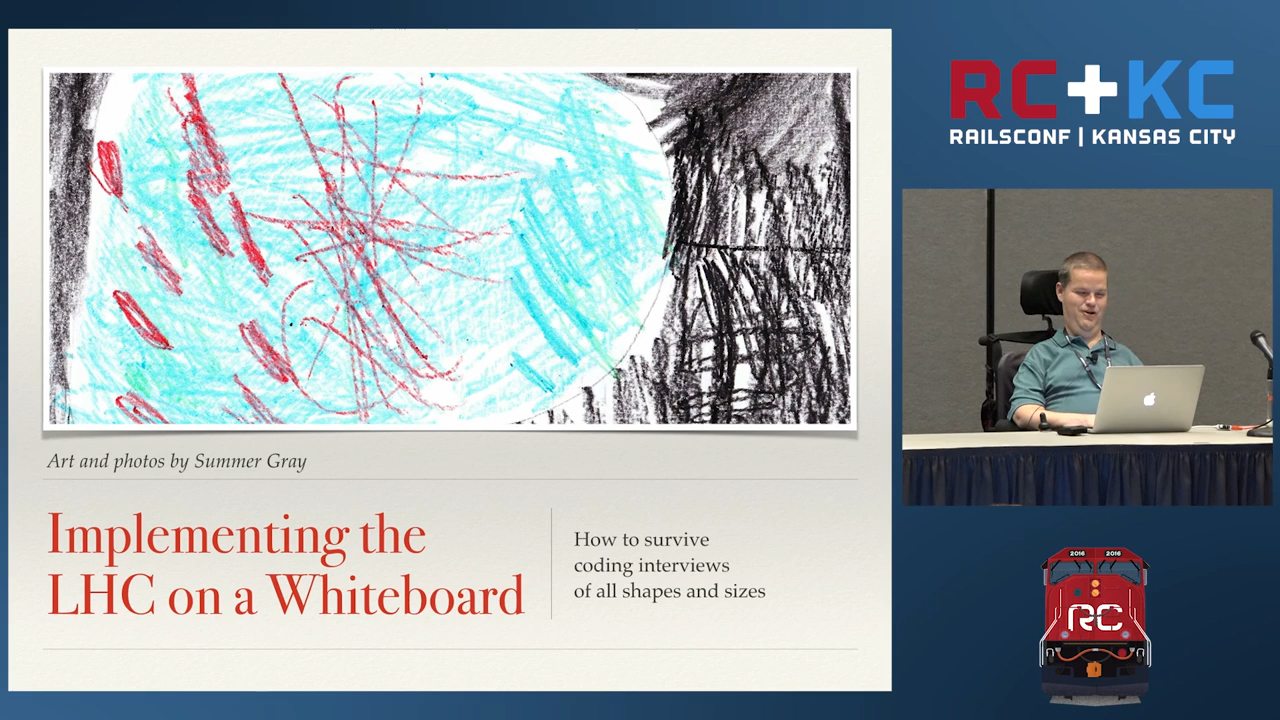 Art and photos by Summer Gray
Implementing the
LHC on a Whiteboard
How to survive
coding interviews
of all shapes and sizes
RC+KC
RAILSCONF | KANSAS CITY
2016 2016
RC